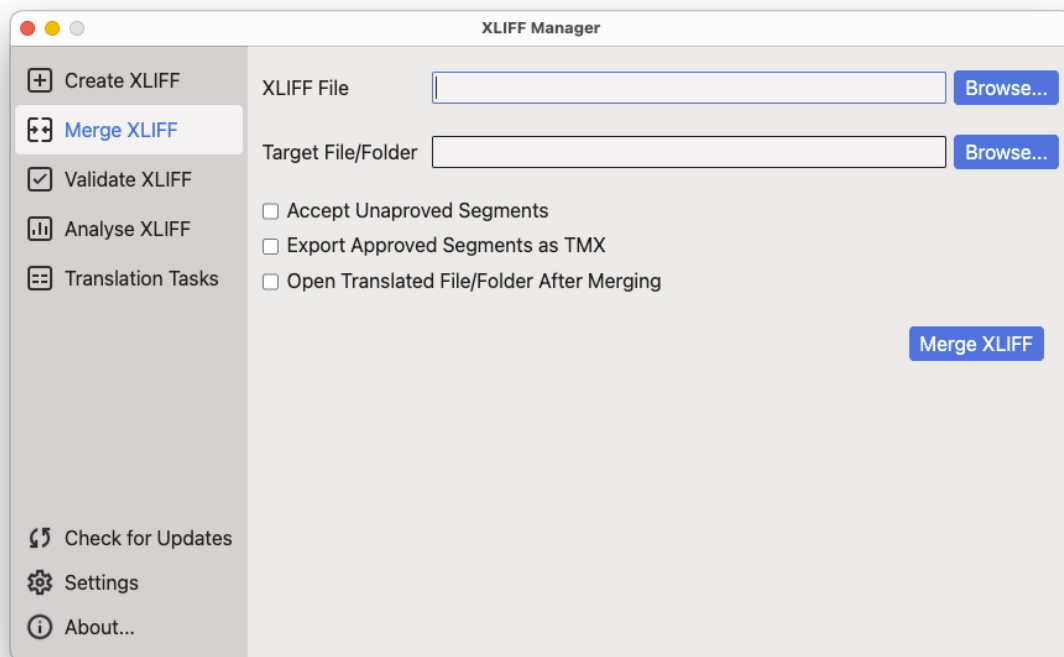 XLIFF Manager
Create XLIFF
Merge XLIFF
Validate XLIFF
Analyse XLIFF
Translation Tasks
Check for Updates
Settings
About...
XLIFF File
Browse...
Target File/Folder
Browse...
Accept Unaproved Segments
Export Approved Segments as TMX
Open Translated File/Folder After Merging
Merge XLIFF